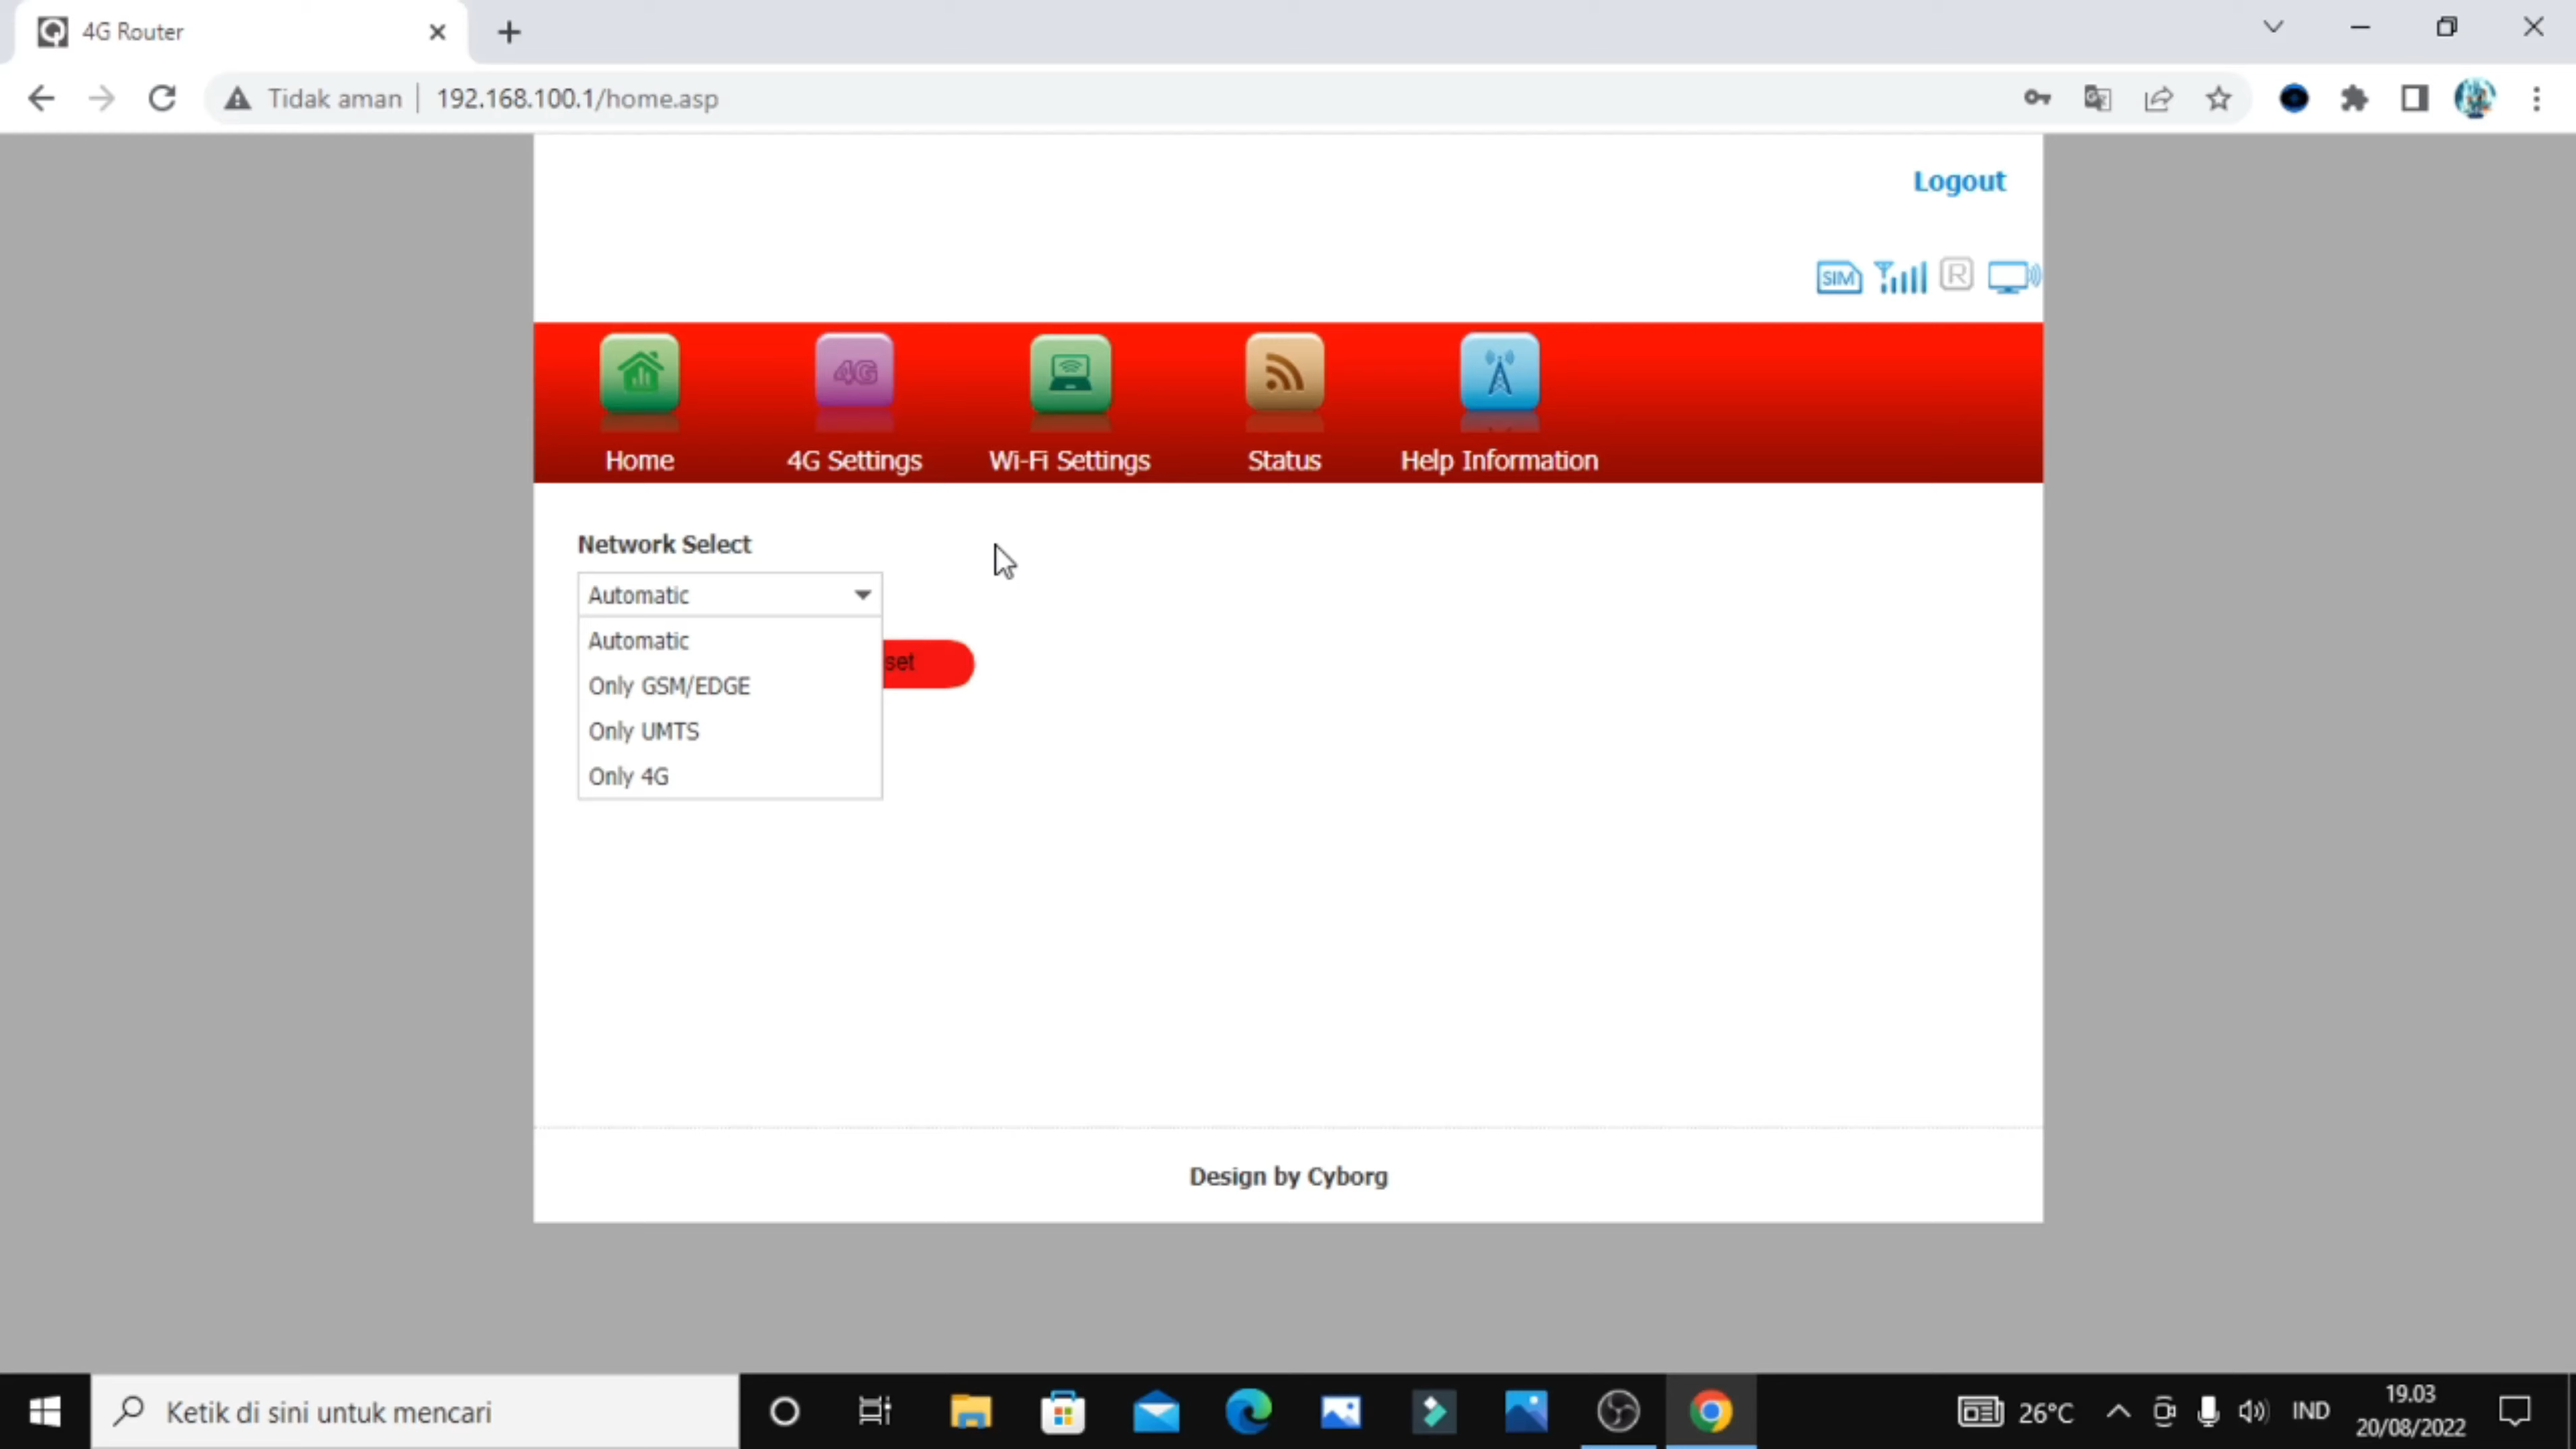 4G Router
Tidak aman
192.168.100.1/home.asp
Logout
SIM
R
4G
Home
4G Settings
Wi-Fi Settings
Status
Help Information
Network Select
Automatic
Automatic
set
Only GSM/EDGE
Only UMTS
Only 4G
Design by Cyborg
Ketik di sini untuk mencari
26°C
IND
19.03
20/08/2022